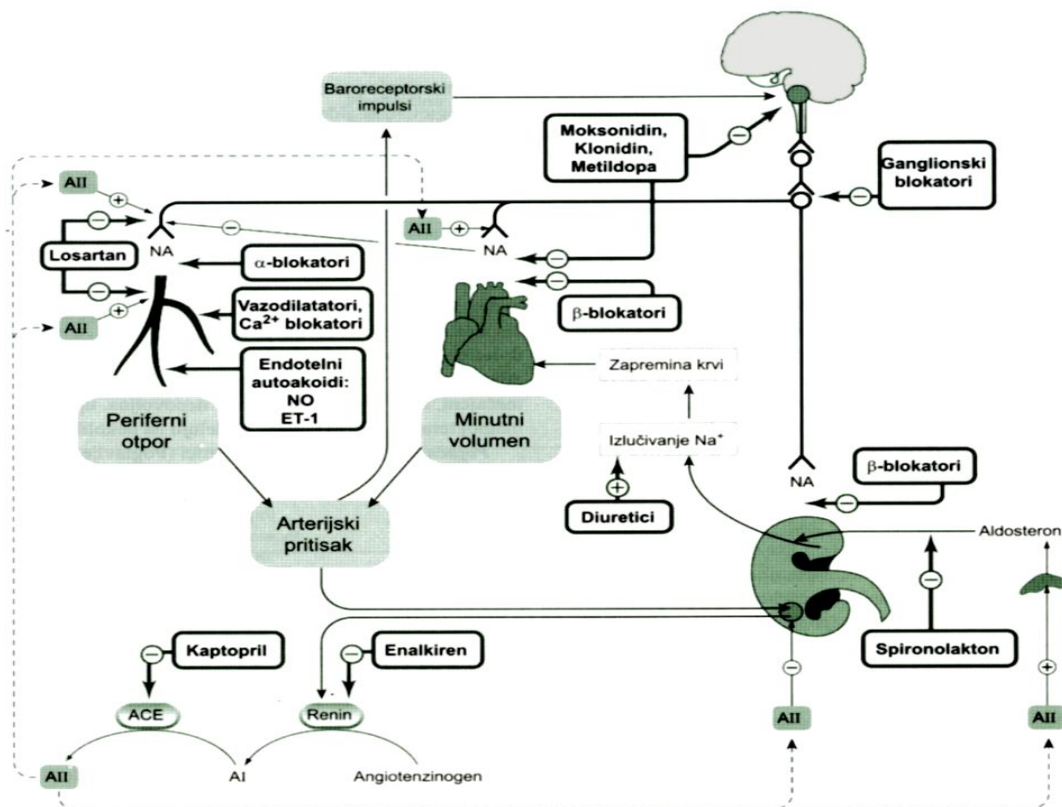 Baroreceptorski
impulsi
Moksonidin,
Klonidin,
Metildopa
−
Ganglionski
blokatori
−
AII
+
−
Losartan
−
NA
α-blokatori
−
AII
+
NA
−
−
β-blokatori
AII
+
Vazodilatatori,
Ca²⁺ blokatori
Endotelni
autoakoidi:
NO
ET-1
Zapremina krvi
Periferni
otpor
Minutni
volumen
Izlučivanje Na⁺
+
Diuretici
NA
β-blokatori
−
Arterijski
pritisak
Aldosteron
−
Spironolakton
Kaptopril
−
Enalkiren
−
−
+
ACE
Renin
AII
AII
AII
AI
Angiotenzinogen